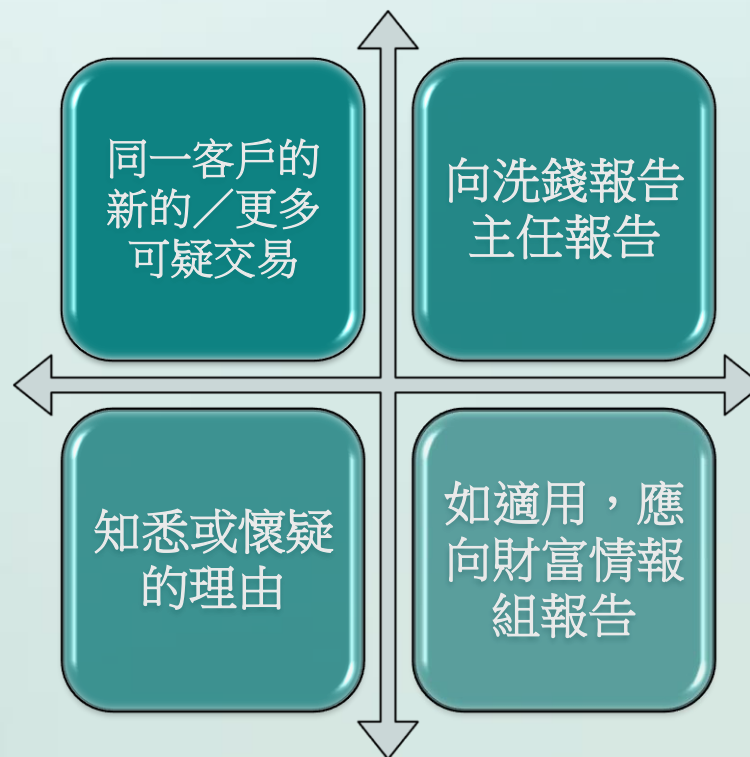 同一客戶的
新的／更多
可疑交易
向洗錢報告
主任報告
知悉或懷疑
的理由
如適用，應
向財富情報
組報告